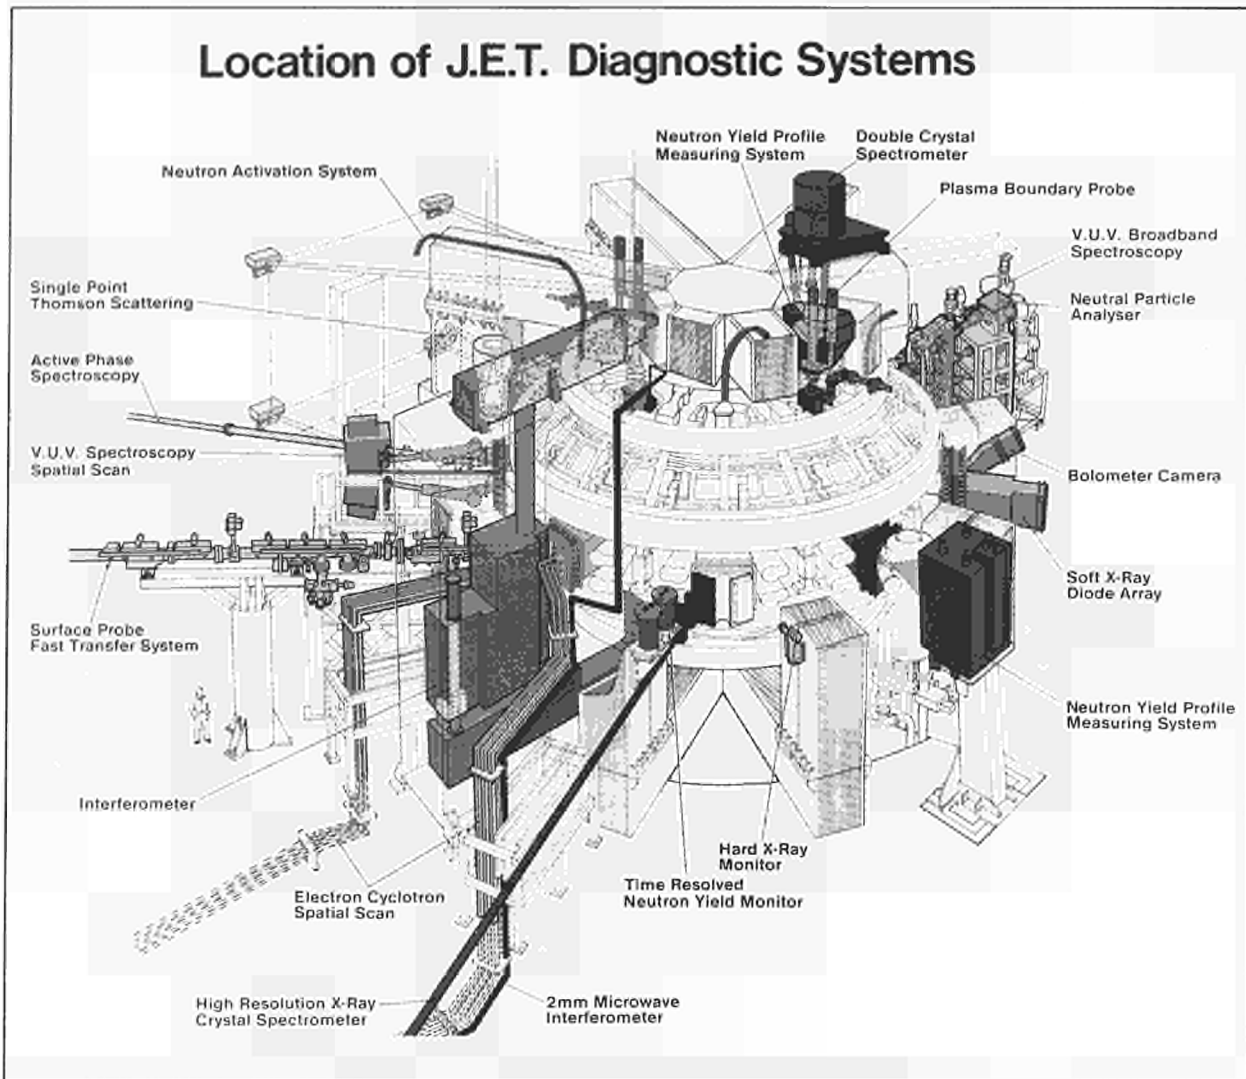 Location of J.E.T. Diagnostic Systems
Neutron Yield Profile
Measuring System
Double Crystal
Spectrometer
Neutron Activation System
Plasma Boundary Probe
V.U.V. Broadband
Spectroscopy
Single Point
Thomson Scattering
Neutral Particle
Analyser
Active Phase
Spectroscopy
V.U.V. Spectroscopy
Spatial Scan
Bolometer Camera
Soft X-Ray
Diode Array
Surface Probe
Fast Transfer System
Neutron Yield Profile
Measuring System
Interferometer
Hard X-Ray
Monitor
Time Resolved
Neutron Yield Monitor
Electron Cyclotron
Spatial Scan
High Resolution X-Ray
Crystal Spectrometer
2mm Microwave
Interferometer